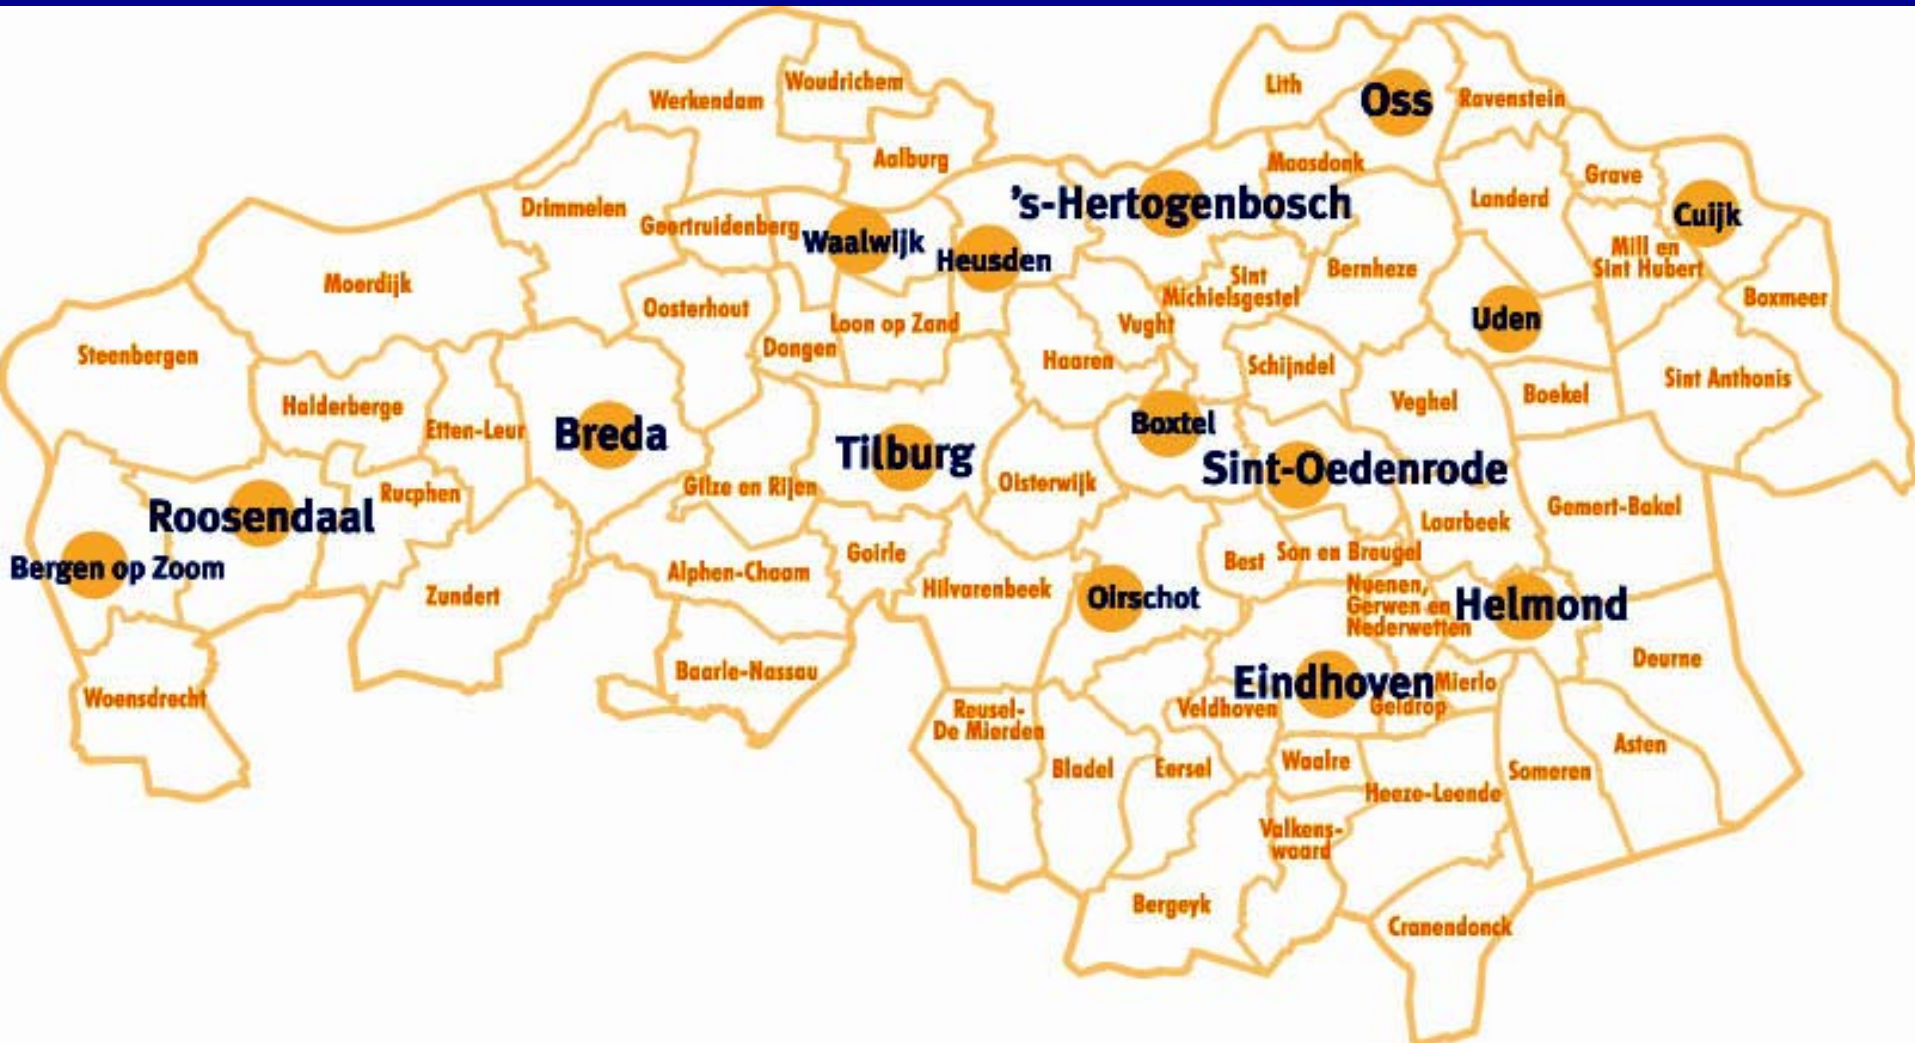 Woudrichem
Werkendam
Lith
Oss
Ravenstein
Aalburg
Maasdonk
Grave
Landerd
's-Hertogenbosch
Drimmelen
Cuijk
Geertruidenberg
Waalwijk
Heusden
Mill en
Sint Hubert
Bernheze
Sint
Michielsgestel
Moerdijk
Boxmeer
Oosterhout
Loon op Zand
Vught
Uden
Dongen
Steenbergen
Haaren
Schijndel
Sint Anthonis
Boekel
Halderberge
Veghel
Etten-Leur
Breda
Boxtel
Tilburg
Sint-Oedenrode
Oisterwijk
Gilze en Rijen
Rucphen
Gemert-Bakel
Roosendaal
Laarbeek
Goirle
Son en Breugel
Best
Bergen op Zoom
Alphen-Chaam
Hilvarenbeek
Zundert
Oirschot
Nuenen,
Gerwen en
Nederwetten
Helmond
Deurne
Baarle-Nassau
Eindhoven
Mierlo
Woensdrecht
Veldhoven
Geldrop
Reusel-
De Mierden
Asten
Bladel
Eersel
Waalre
Someren
Heeze-Leende
Valkens-
waard
Bergeyk
Cranendonck